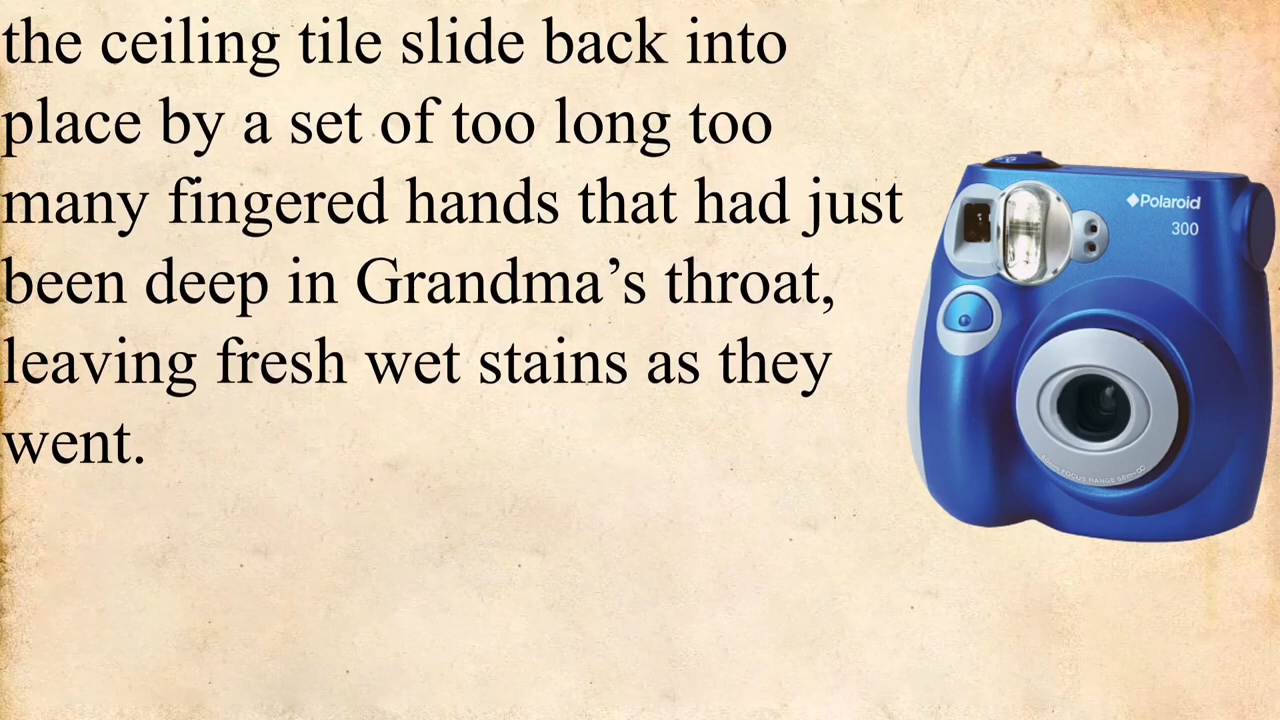 the ceiling tile slide back into
place by a set of too long too
many fingered hands that had just
been deep in Grandma’s throat,
leaving fresh wet stains as they
went.
Polaroid
300